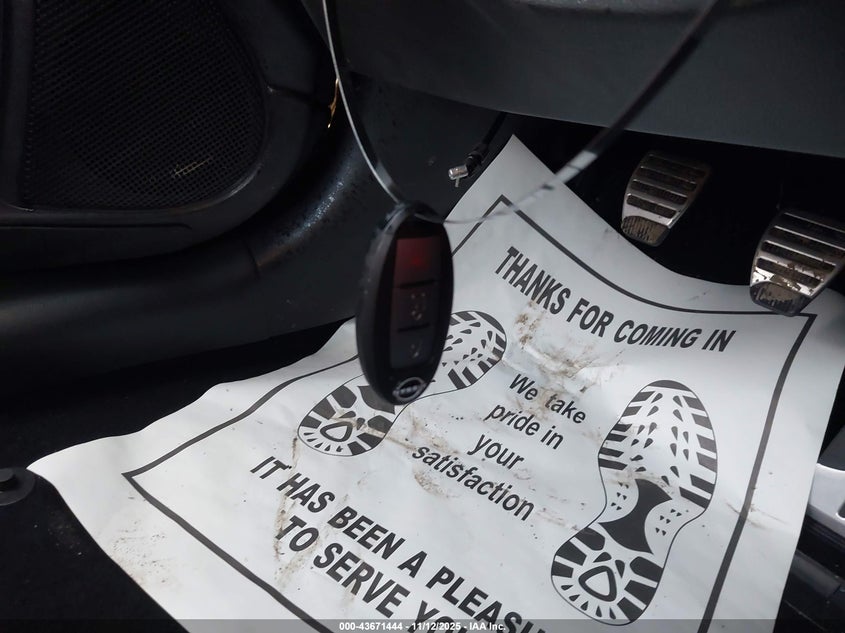 THANKS FOR COMING IN
We take
pride in
your
satisfaction
IT HAS BEEN A PLEASU
TO SERVE Y
000-43671444 - 11/12/2025 - IAA Inc.